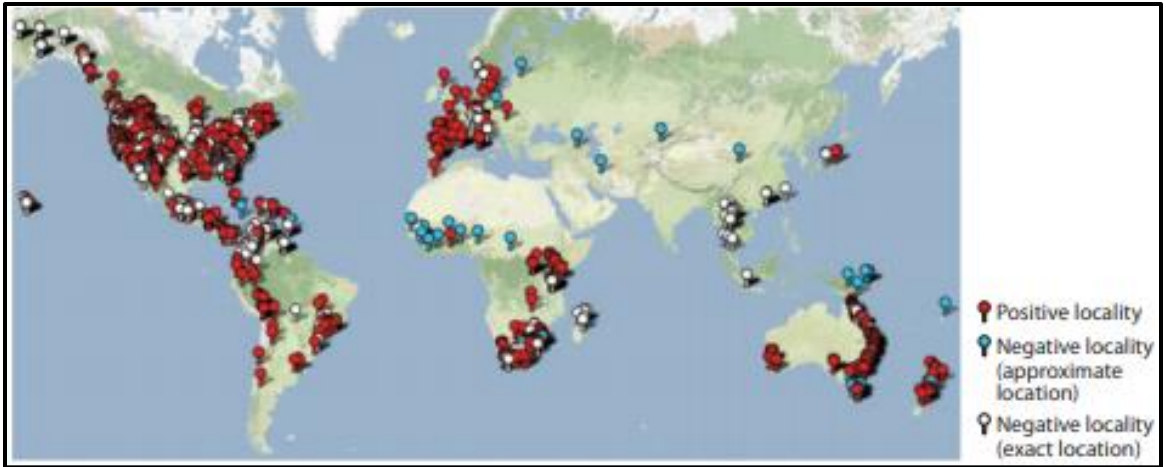 Positive locality
Negative locality
(approximate
location)
Negative locality
(exact location)